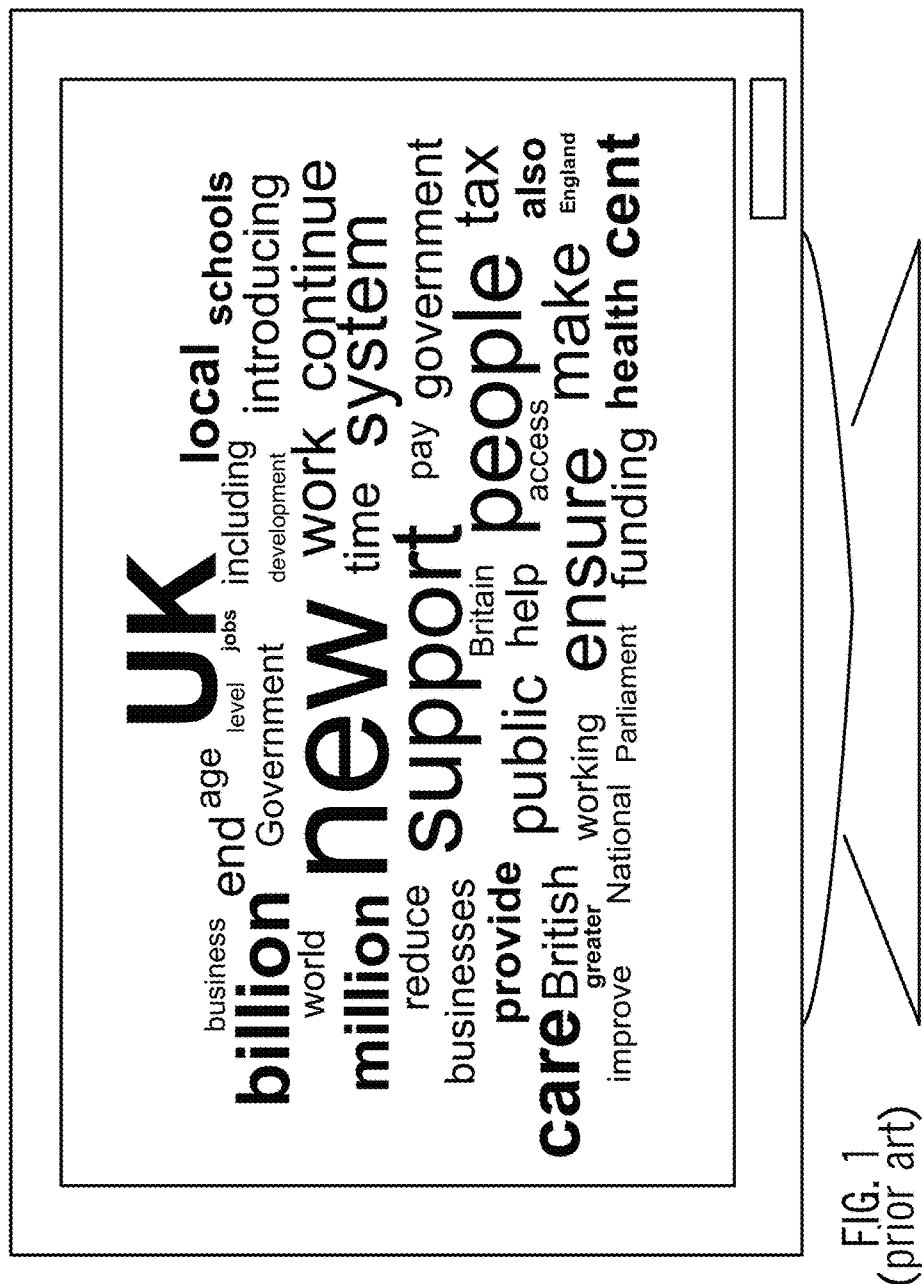 UK
business age level jobs local schools
end including
billion Government development introducing
world work continue
million new time system
reduce support pay government
businesses Britain people tax
provide public help access also
care British make England
greater working ensure
improve National Parliament funding health cent
FIG. 1
(prior art)